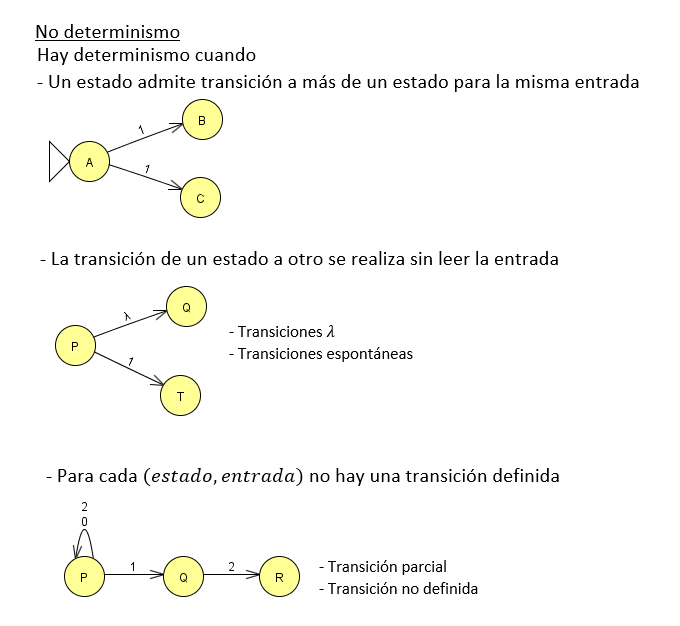 No determinismo
Hay determinismo cuando
- Un estado admite transición a más de un estado para la misma entrada
1
B
A
1
C
- La transición de un estado a otro se realiza sin leer la entrada
λ
Q
P
1
T
- Transiciones λ
- Transiciones espontáneas
- Para cada (estado, entrada) no hay una transición definida
2
0
P
1
Q
2
R
- Transición parcial
- Transición no definida